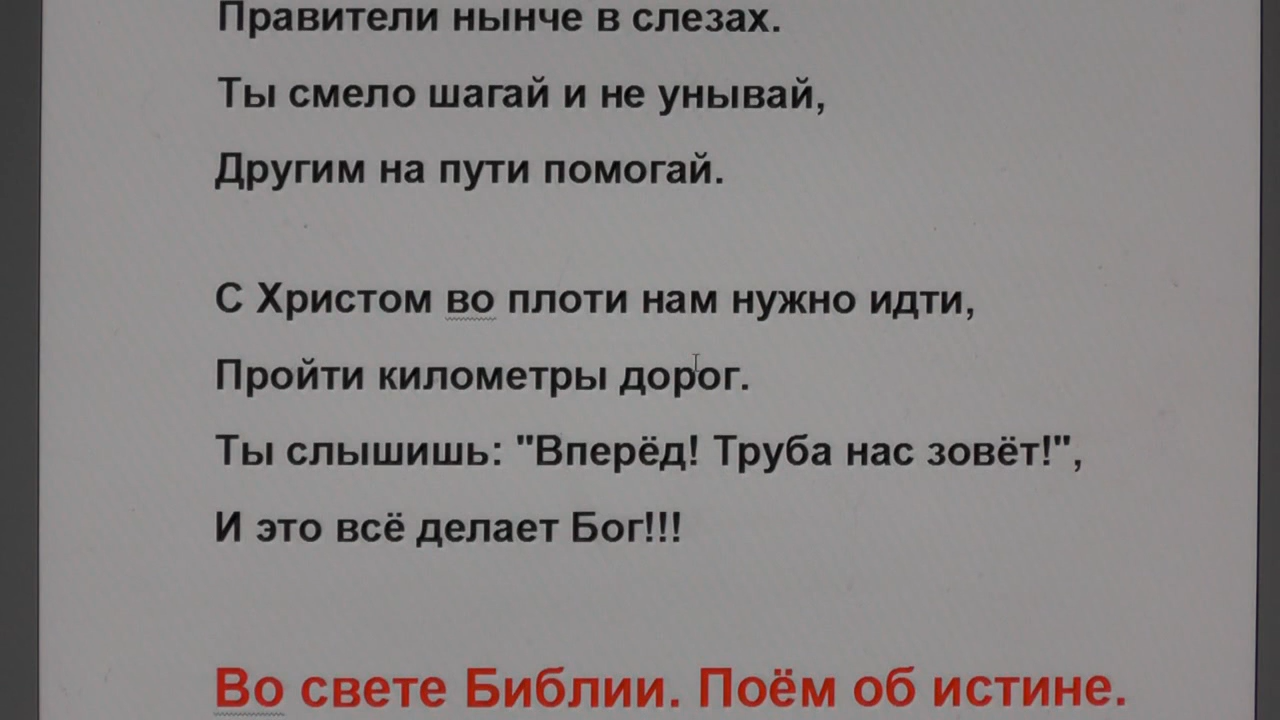 Правители нынче в слезах.
Ты смело шагай и не унывай,
Другим на пути помогай.
С Христом во плоти нам нужно идти,
Пройти километры дорог.
Ты слышишь: "Вперёд! Труба нас зовёт!",
И это всё делает Бог!!!
Во свете Библии. Поём об истине.